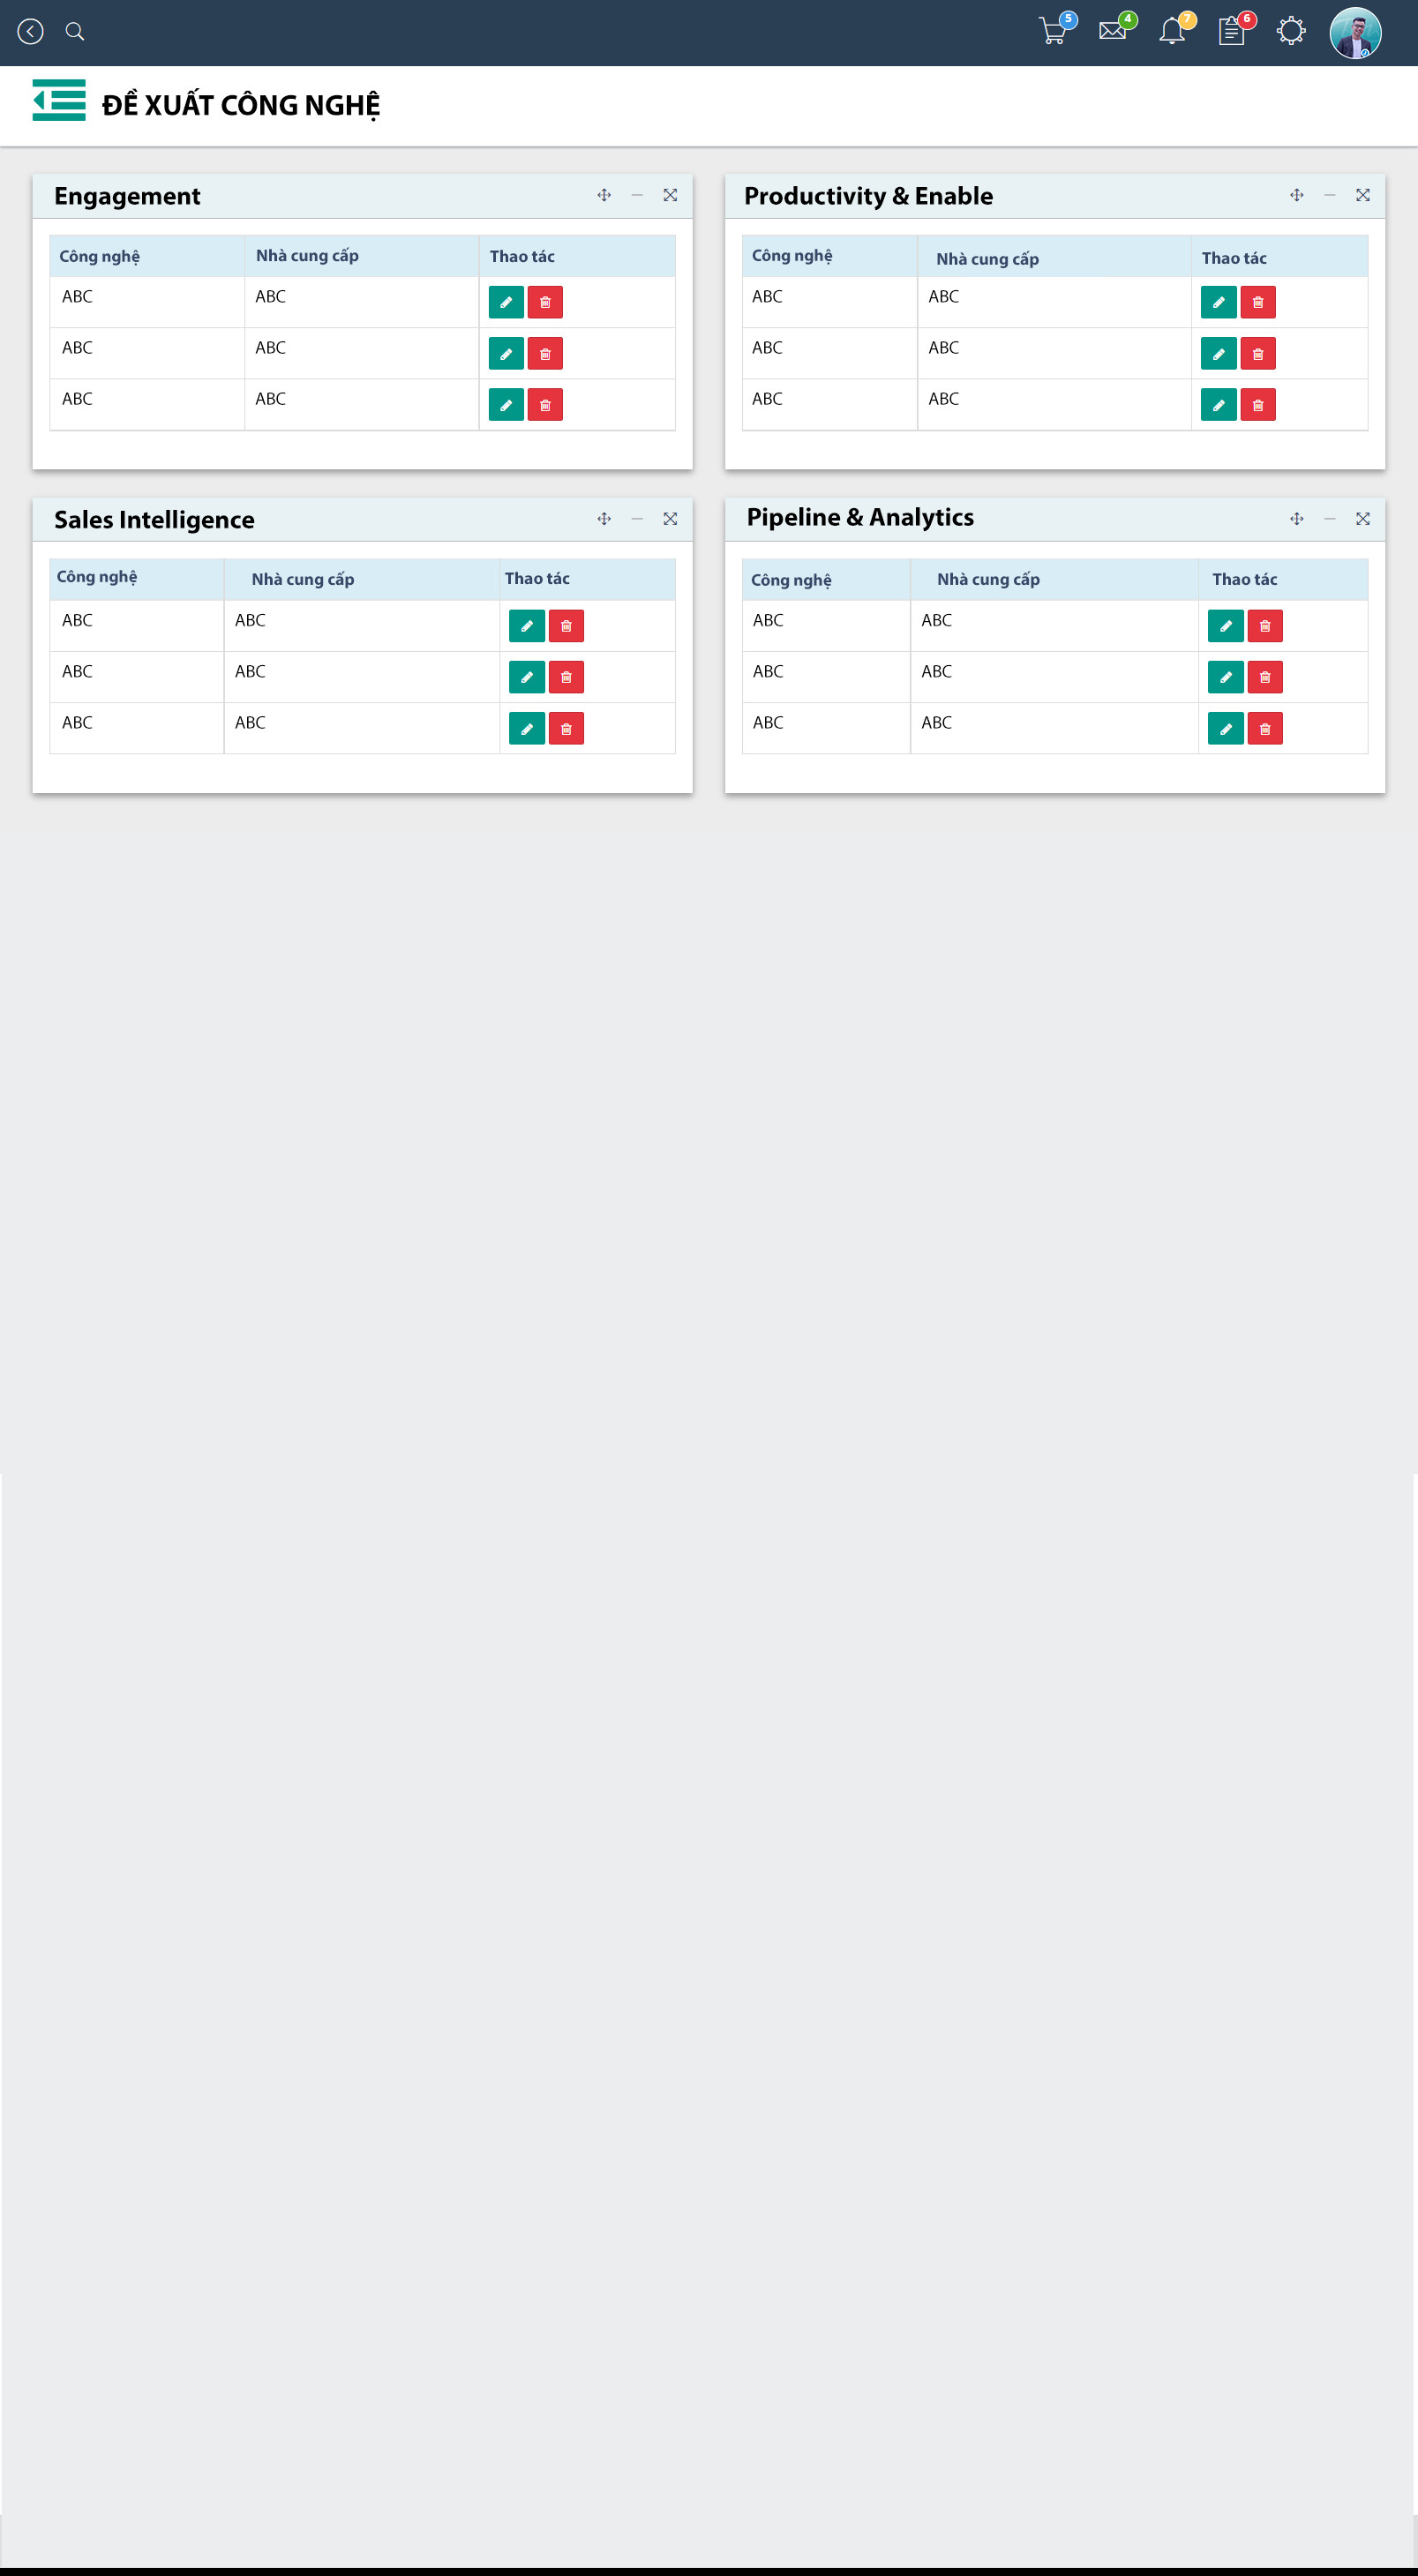 5 4 7 6
ĐỀ XUẤT CÔNG NGHỆ
Engagement
Công nghệ Nhà cung cấp Thao tác
ABC ABC
ABC ABC
ABC ABC
Productivity & Enable
Công nghệ Nhà cung cấp Thao tác
ABC ABC
ABC ABC
ABC ABC
Sales Intelligence
Công nghệ Nhà cung cấp Thao tác
ABC ABC
ABC ABC
ABC ABC
Pipeline & Analytics
Công nghệ Nhà cung cấp Thao tác
ABC ABC
ABC ABC
ABC ABC